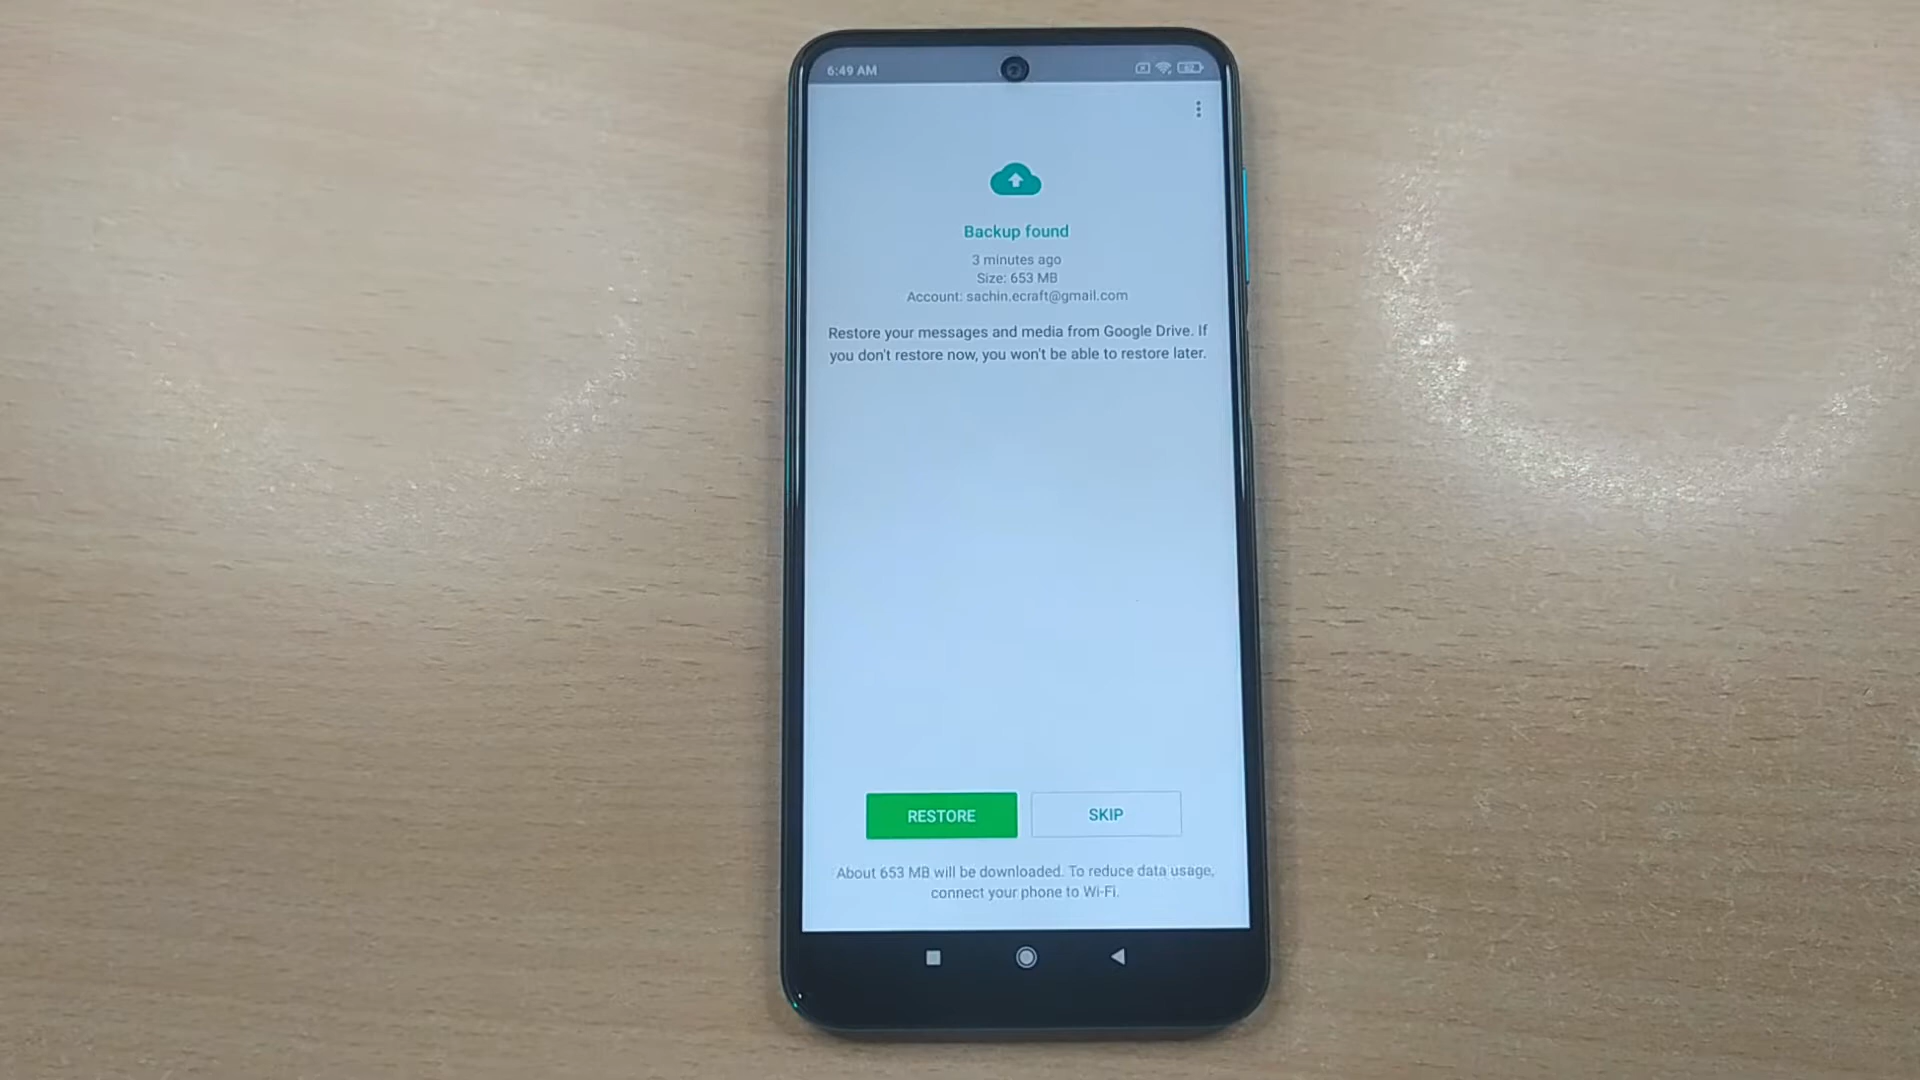 6:49 AM
Backup found
3 minutes ago
Size: 653 MB
Account: sachin.ecraft@gmail.com
Restore your messages and media from Google Drive. If
you don't restore now, you won't be able to restore later.
RESTORE
SKIP
About 653 MB will be downloaded. To reduce data usage,
connect your phone to Wi-Fi.